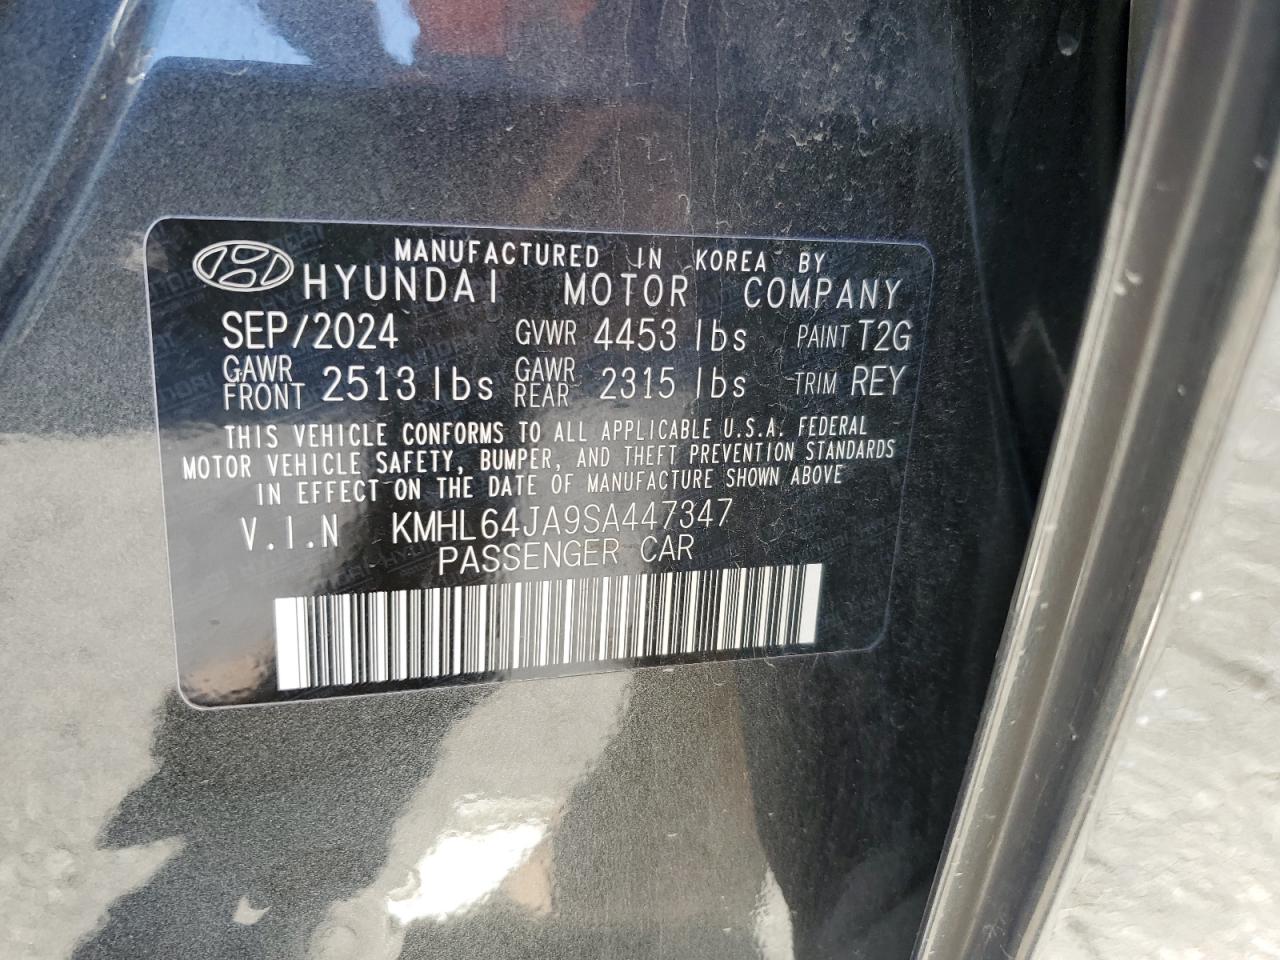 MANUFACTURED IN KOREA BY
HYUNDAI MOTOR COMPANY
SEP/2024 GVWR 4453 lbs PAINT T2G
GAWR FRONT 2513 lbs GAWR REAR 2315 lbs TRIM REY
THIS VEHICLE CONFORMS TO ALL APPLICABLE U.S.A. FEDERAL
MOTOR VEHICLE SAFETY, BUMPER, AND THEFT PREVENTION STANDARDS
IN EFFECT ON THE DATE OF MANUFACTURE SHOWN ABOVE
V.I.N KMHL64JA9SA447347
PASSENGER CAR